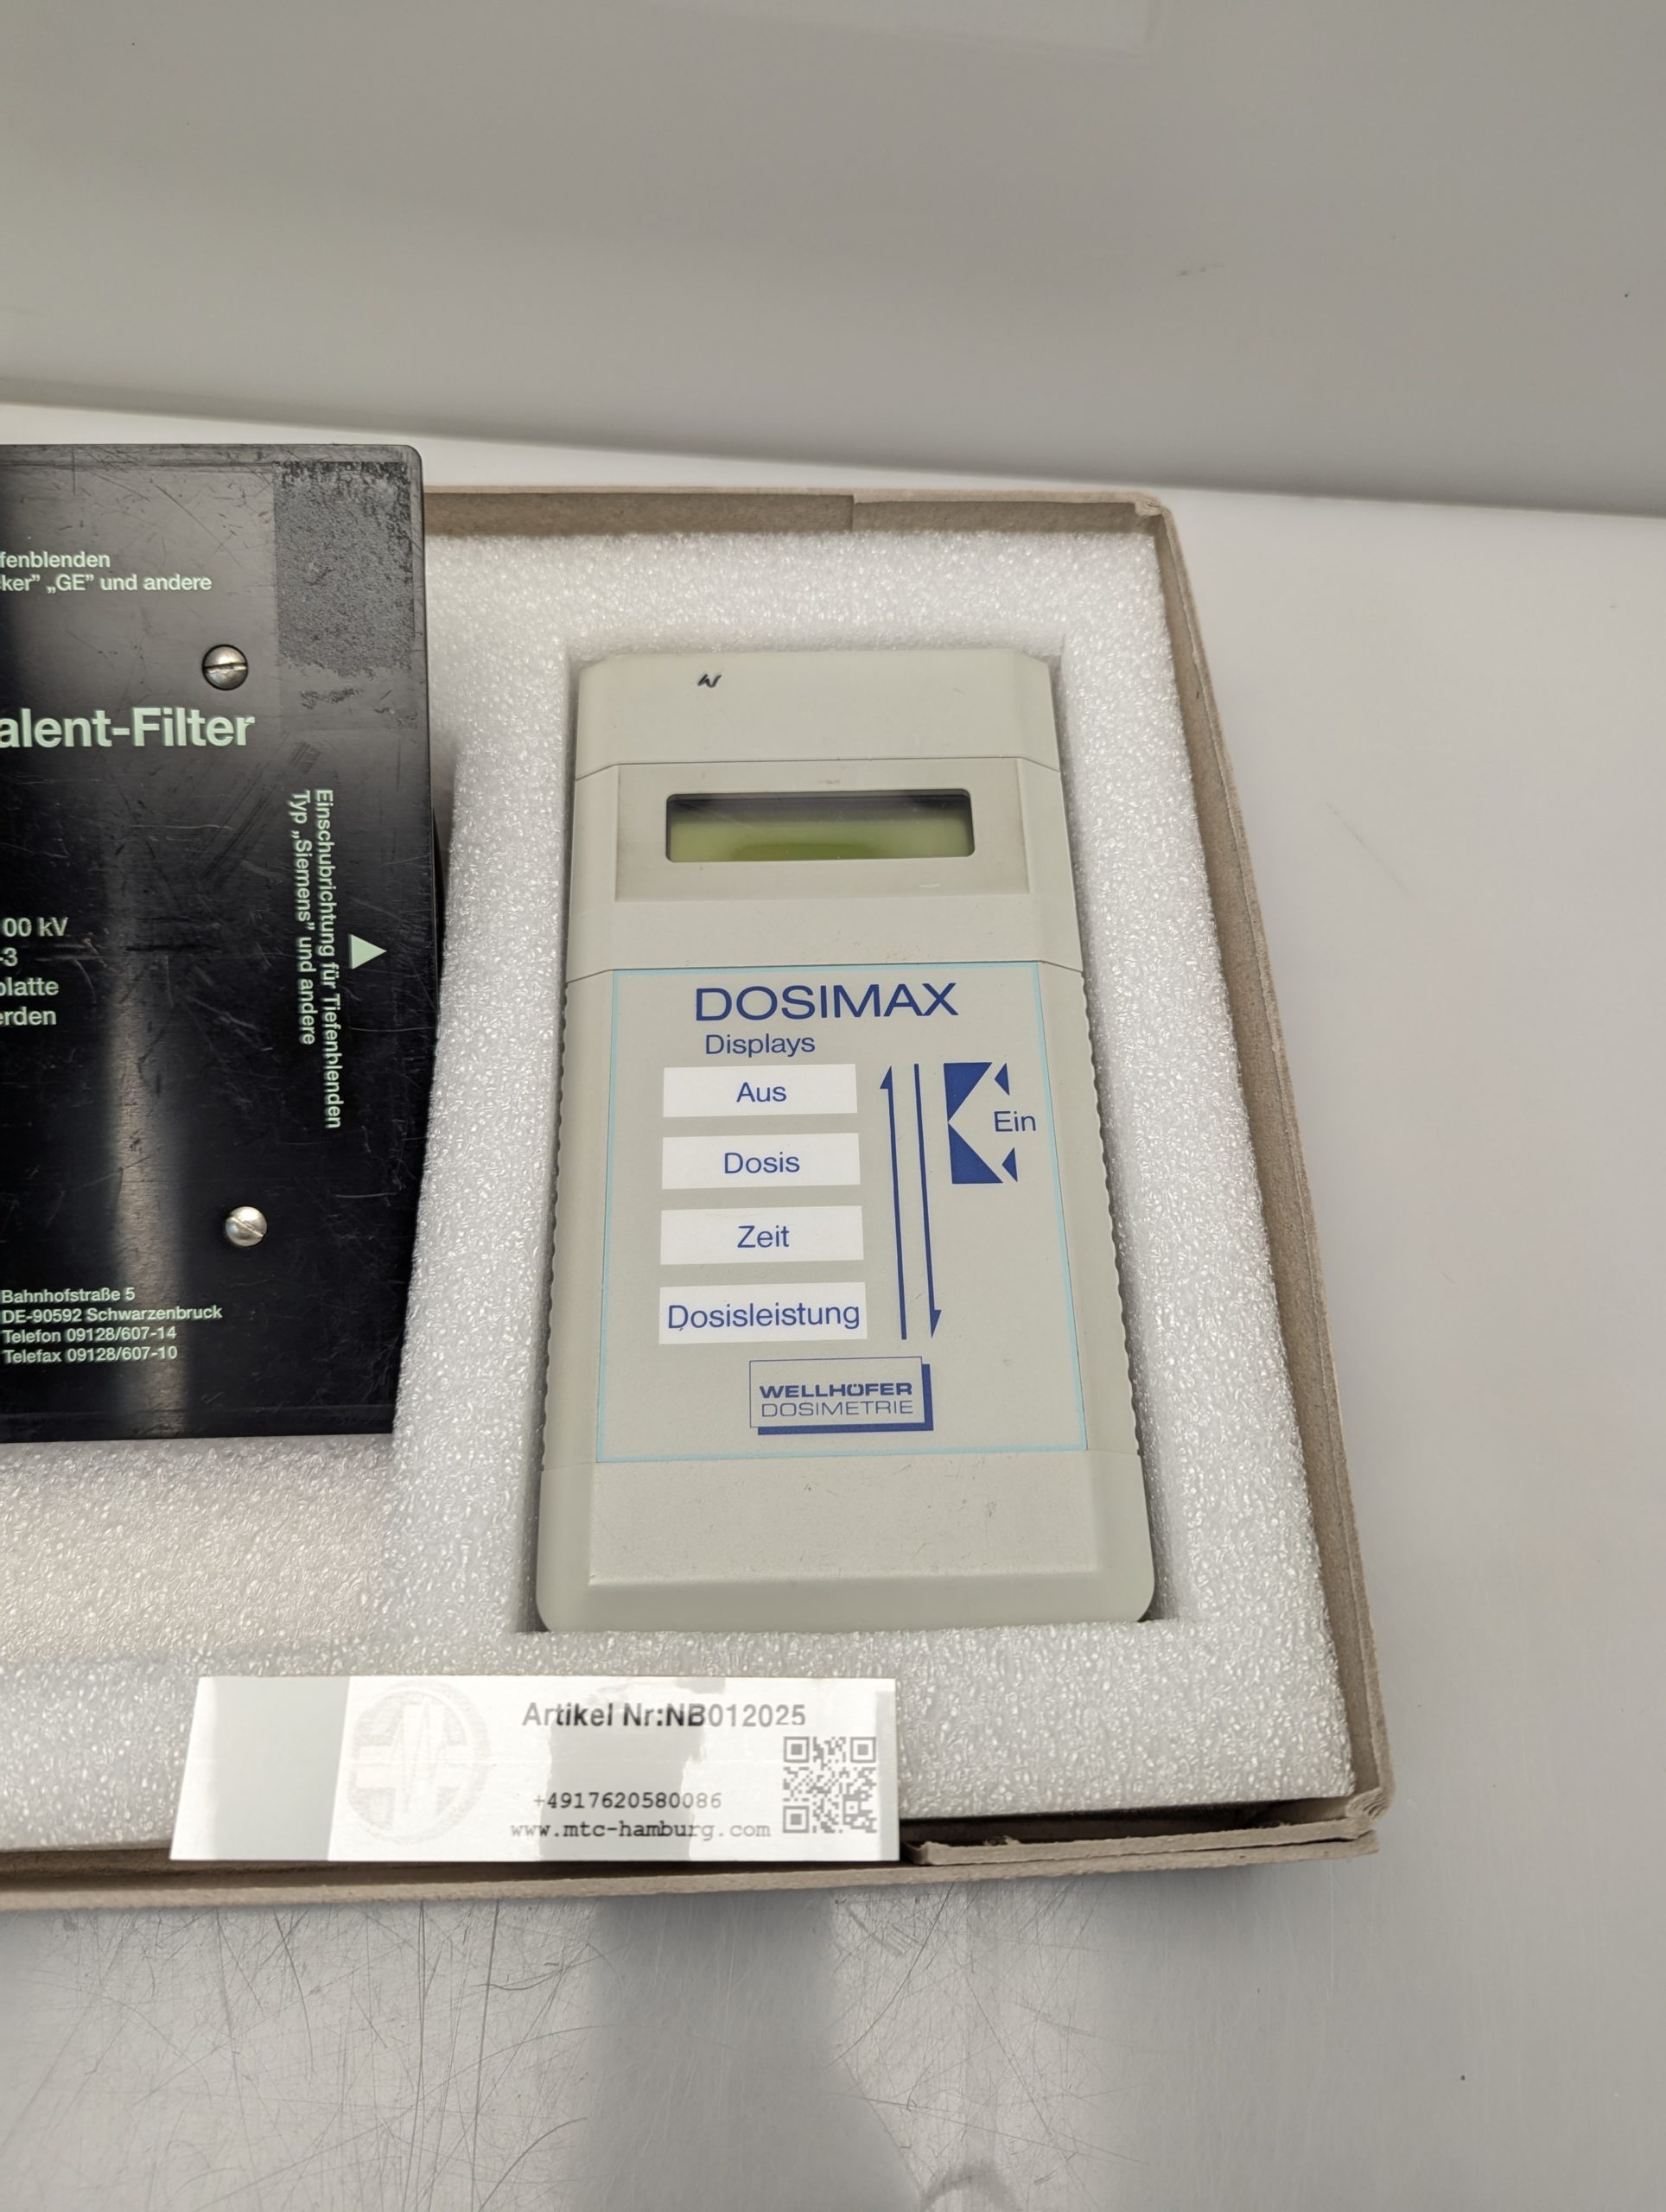 fenblenden
ker” „GE” und andere
alent-Filter
Einschubrichtung für Tiefenblenden
Typ „Siemens” und andere
00 kV
-3
platte
erden
Bahnhofstraße 5
DE-90592 Schwarzenbruck
Telefon 09128/607-14
Telefax 09128/607-10
DOSIMAX
Displays
Aus
Ein
Dosis
Zeit
Dosisleistung
WELLHÖFER
DOSIMETRIE
Artikel Nr:NB012025
+4917620580086
www.mtc-hamburg.com